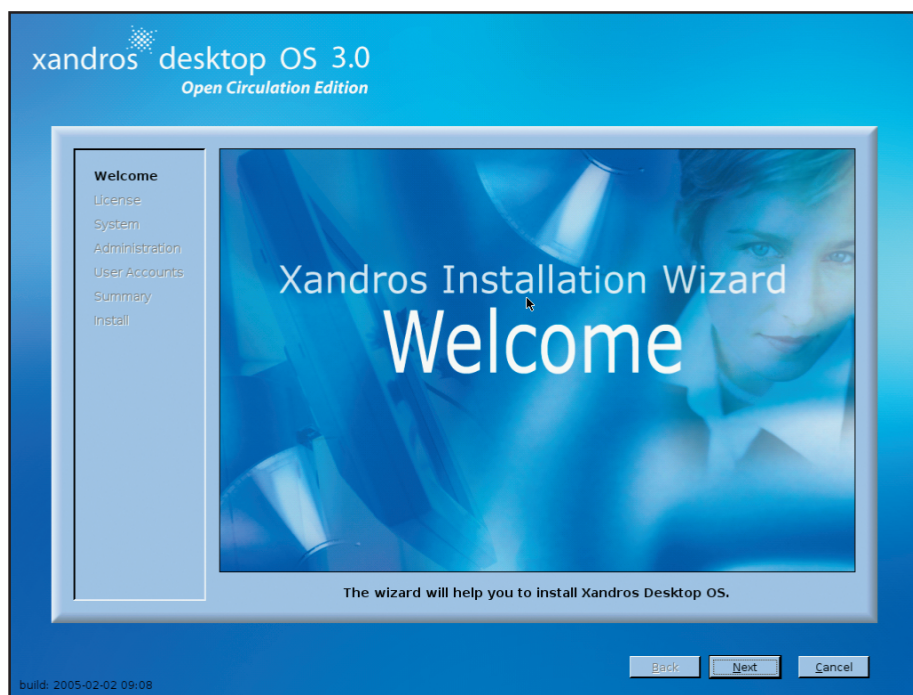 xandros desktop OS 3.0
Open Circulation Edition
Welcome
License
System
Administration
User Accounts
Summary
Install
Xandros Installation Wizard
Welcome
The wizard will help you to install Xandros Desktop OS.
Back
Next
Cancel
build: 2005-02-02 09:08